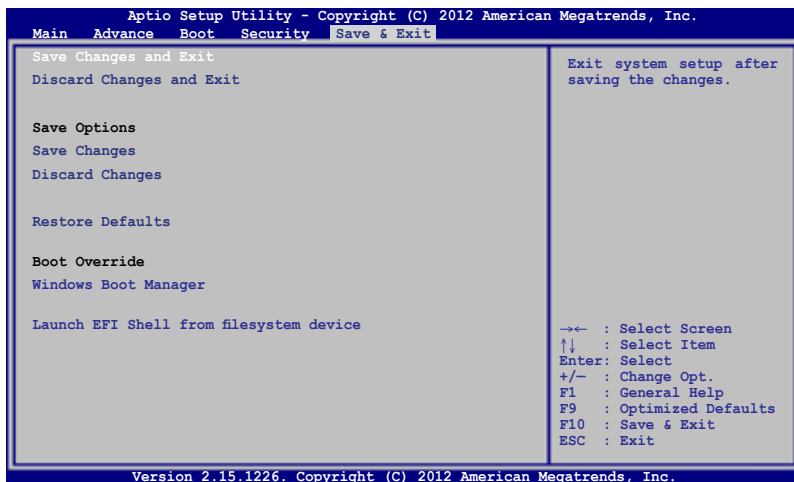 Aptio Setup Utility - Copyright (C) 2012 American Megatrends, Inc.
Main Advance Boot Security Save & Exit
Save Changes and Exit
Discard Changes and Exit
Save Options
Save Changes
Discard Changes
Restore Defaults
Boot Override
Windows Boot Manager
Launch EFI Shell from filesystem device
Exit system setup after
saving the changes.
→← : Select Screen
↑↓ : Select Item
Enter: Select
+/— : Change Opt.
F1 : General Help
F9 : Optimized Defaults
F10 : Save & Exit
ESC : Exit
Version 2.15.1226. Copyright (C) 2012 American Megatrends, Inc.